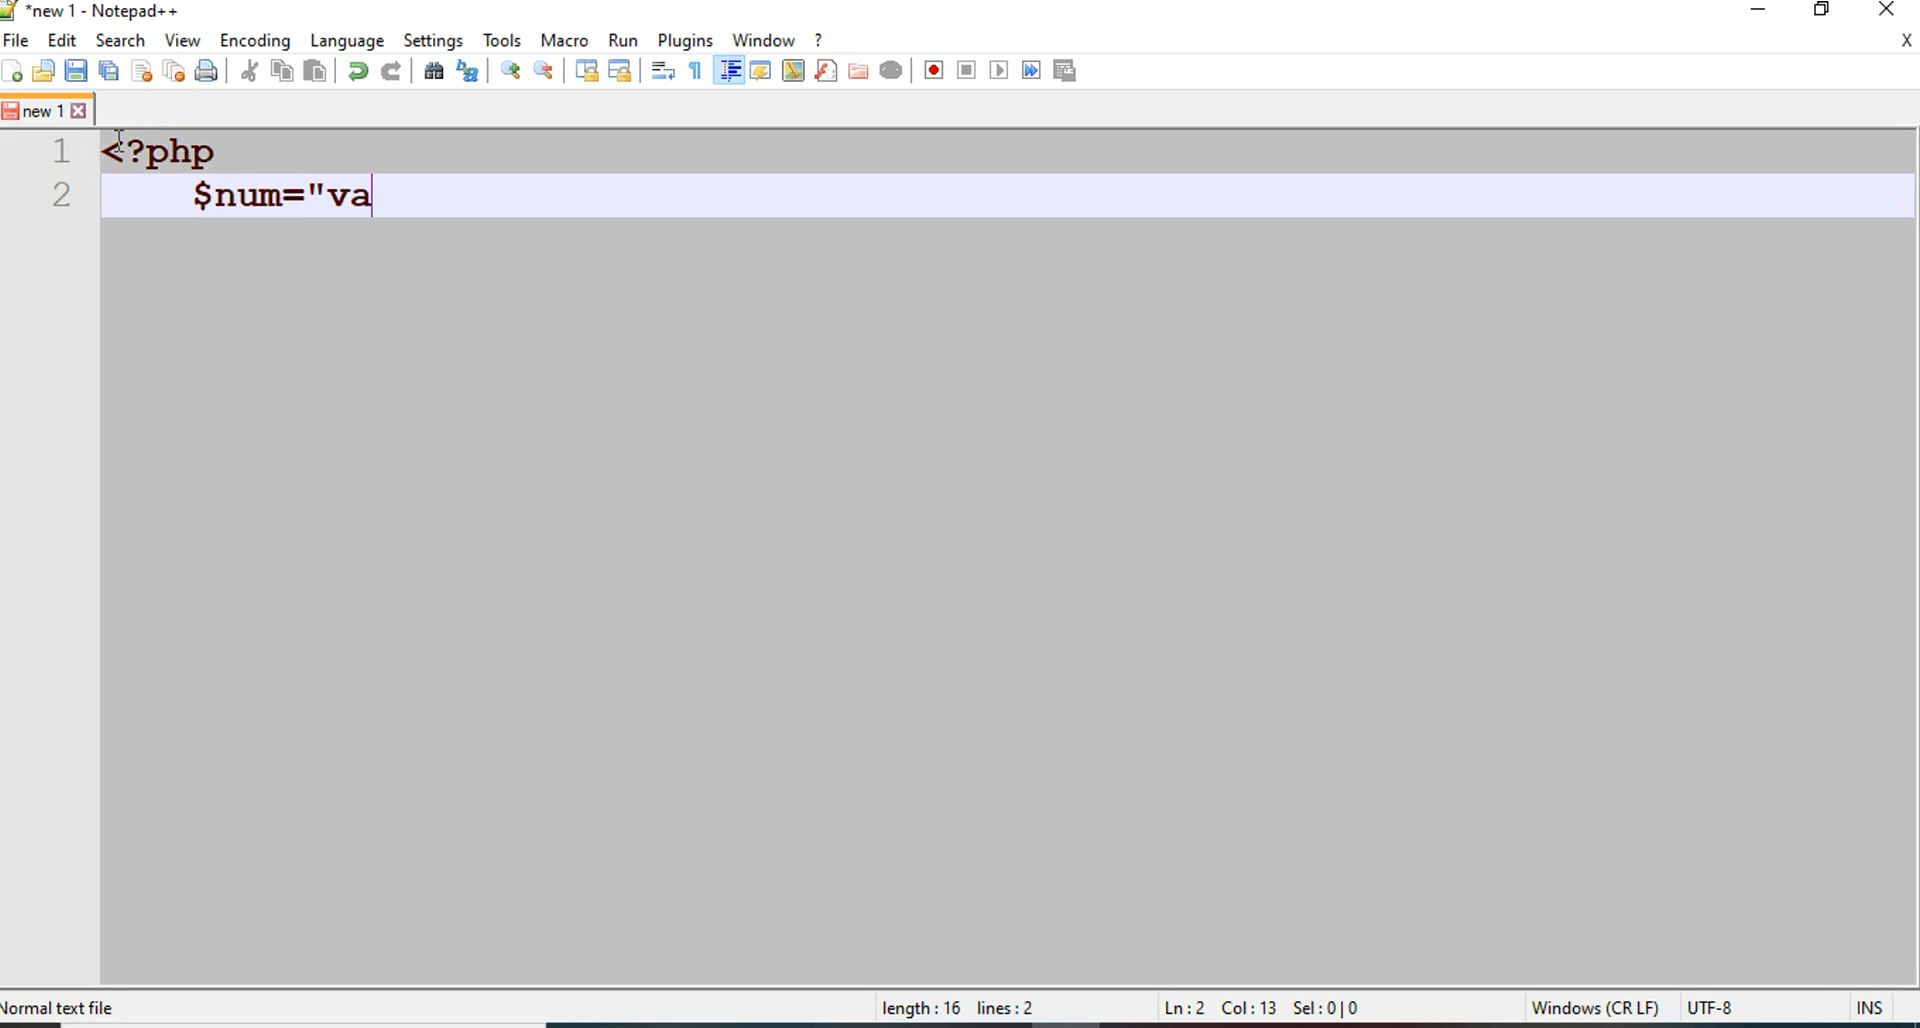 *new 1 - Notepad++
File Edit Search View Encoding Language Settings Tools Macro Run Plugins Window ? X
new 1
1 <?php
2 $num="va
Normal text file length : 16 lines : 2 Ln : 2 Col : 13 Sel : 0 | 0 Windows (CR LF) UTF-8 INS